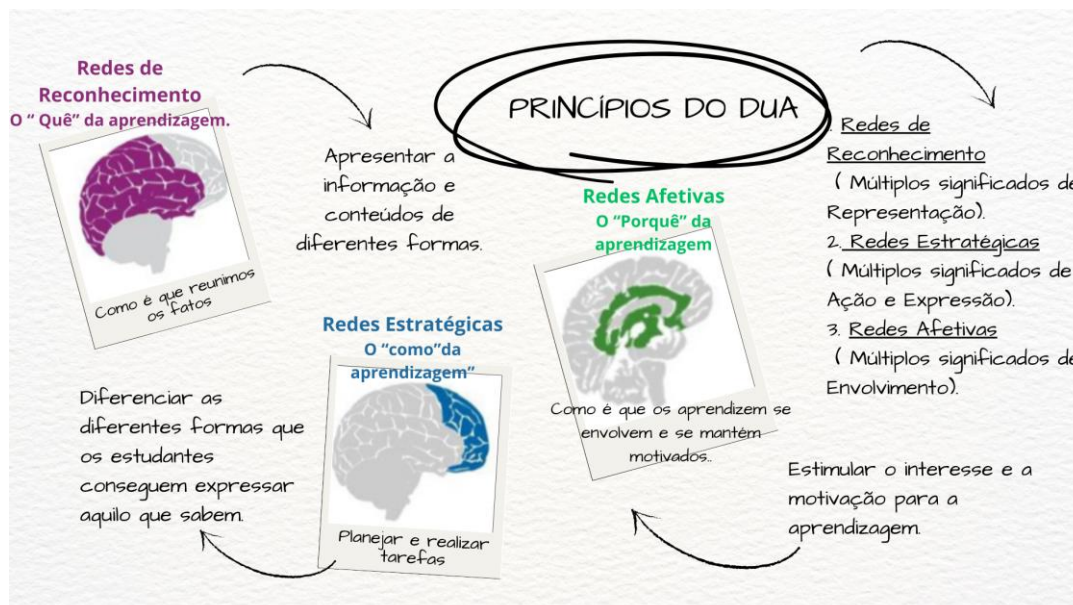 Redes de
Reconhecimento
O “ Quê” da aprendizagem.
Como é que reunimos
os fatos
Apresentar a
informação e
conteúdos de
diferentes formas.
PRINCÍPIOS DO DUA
Redes Afetivas
O “Porquê” da
aprendizagem
Como é que os aprendizem se
envolvem e se mantém
motivados..
Redes Estratégicas
O “como”da
aprendizagem”
Planejar e realizar
tarefas
Diferenciar as
diferentes formas que
os estudantes
conseguem expressar
aquilo que sabem.
. Redes de
Reconhecimento
( Múltiplos significados de
Representação).
2. Redes Estratégicas
( Múltiplos significados de
Ação e Expressão).
3. Redes Afetivas
( Múltiplos significados de
Envolvimento).
Estimular o interesse e a
motivação para a
aprendizagem.